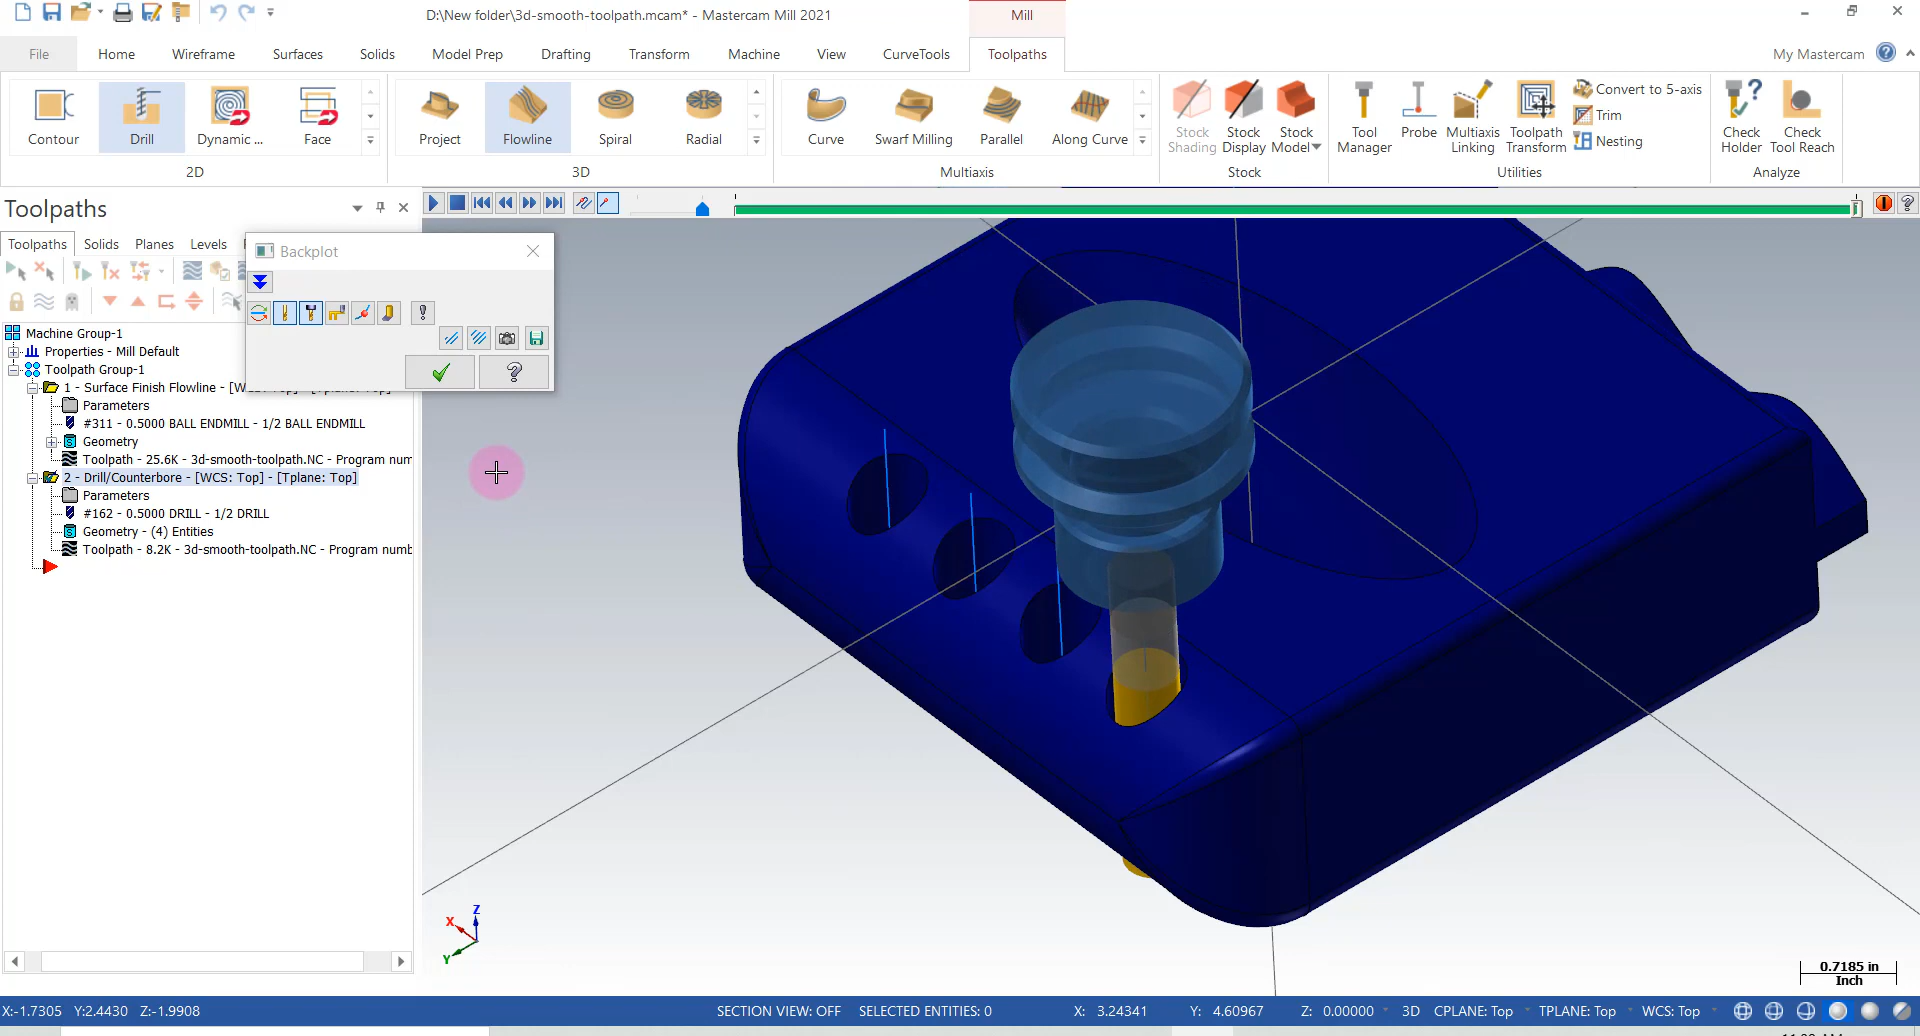 D:\New folder\3d-smooth-toolpath.mcam* - Mastercam Mill 2021
Mill
File
Home
Wireframe
Surfaces
Solids
Model Prep
Drafting
Transform
Machine
View
CurveTools
Toolpaths
My Mastercam
Contour
Drill
Dynamic ...
Face
2D
Project
Flowline
Spiral
Radial
3D
Curve
Swarf Milling
Parallel
Along Curve
Multiaxis
Stock
Shading
Stock
Display
Stock
Model
Stock
Tool
Manager
Probe
Multiaxis
Linking
Toolpath
Transform
Convert to 5-axis
Trim
Nesting
Utilities
Check
Holder
Check
Tool Reach
Analyze
Toolpaths
Toolpaths
Solids
Planes
Levels
Backplot
Machine Group-1
Properties - Mill Default
Toolpath Group-1
1 - Surface Finish Flowline -
Parameters
#311 - 0.5000 BALL ENDMILL - 1/2 BALL ENDMILL
Geometry
Toolpath - 25.6K - 3d-smooth-toolpath.NC - Program num
2 - Drill/Counterbore - [WCS: Top] - [Tplane: Top]
Parameters
#162 - 0.5000 DRILL - 1/2 DRILL
Geometry - (4) Entities
Toolpath - 8.2K - 3d-smooth-toolpath.NC - Program numb
Z
X
Y
0.7185 in
Inch
X:-1.7305 Y:2.4430 Z:-1.9908
SECTION VIEW: OFF
SELECTED ENTITIES: 0
X: 3.24341
Y: 4.60967
Z: 0.00000
3D
CPLANE: Top
TPLANE: Top
WCS: Top